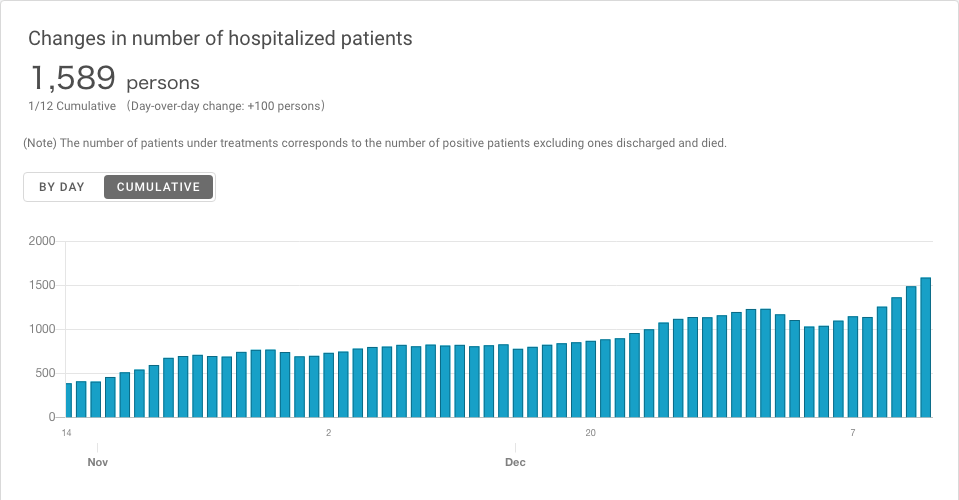 Changes in number of hospitalized patients
1,589 persons
1/12 Cumulative (Day-over-day change: +100 persons)
(Note) The number of patients under treatments corresponds to the number of positive patients excluding ones discharged and died.
BY DAY CUMULATIVE
2000
1500
1000
500
0
14 2 20 7
Nov Dec